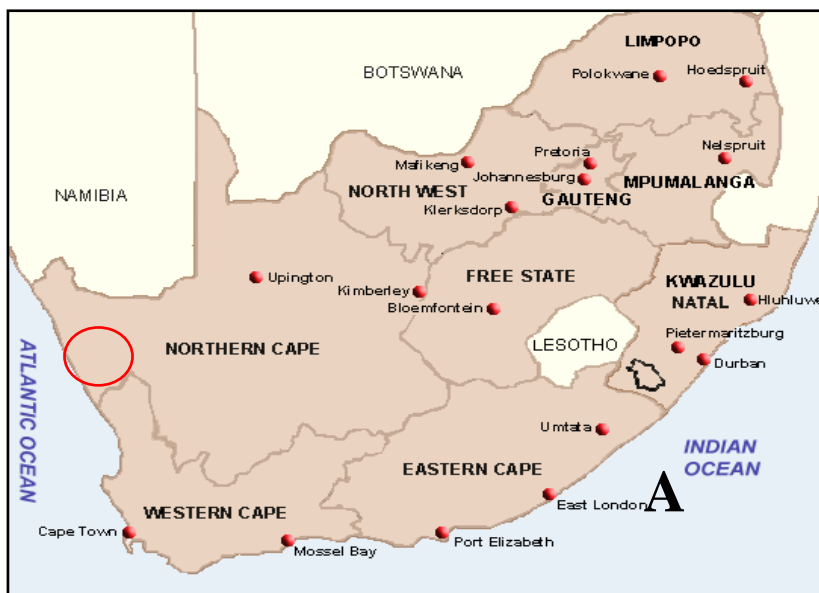 LIMPOPO
Polokwane
Hoedspruit
BOTSWANA
Nelspruit
Pretoria
Mafikeng
Johannesburg
MPUMALANGA
NAMIBIA
NORTH WEST
GAUTENG
Klerksdorp
Upington
FREE STATE
KWAZULU
NATAL
Kimberley
Hluhluwe
Bloemfontein
Pietermaritzburg
LESOTHO
NORTHERN CAPE
Durban
ATLANTIC OCEAN
Umtata
INDIAN
OCEAN
EASTERN CAPE
A
East London
WESTERN CAPE
Cape Town
Port Elizabeth
Mossel Bay